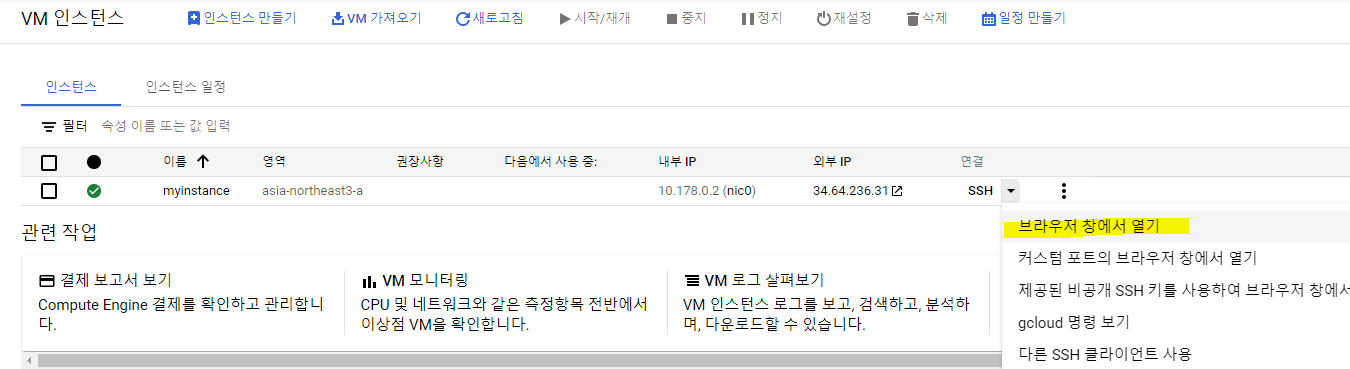 VM 인스턴스 인스턴스 만들기 VM 가져오기 새로고침 시작/재개 중지 정지 재설정 삭제 일정 만들기
인스턴스 인스턴스 일정
필터 속성 이름 또는 값 입력
이름 영역 권장사항 다음에서 사용 중: 내부 IP 외부 IP 연결
myinstance asia-northeast3-a 10.178.0.2 (nic0) 34.64.236.31 SSH
브라우저 창에서 열기
커스텀 포트의 브라우저 창에서 열기
제공된 비공개 SSH 키를 사용하여 브라우저 창에서
gcloud 명령 보기
다른 SSH 클라이언트 사용
관련 작업
결제 보고서 보기
Compute Engine 결제를 확인하고 관리합니
다.
VM 모니터링
CPU 및 네트워크와 같은 측정항목 전반에서
이상점 VM을 확인합니다.
VM 로그 살펴보기
VM 인스턴스 로그를 보고, 검색하고, 분석하
며, 다운로드할 수 있습니다.